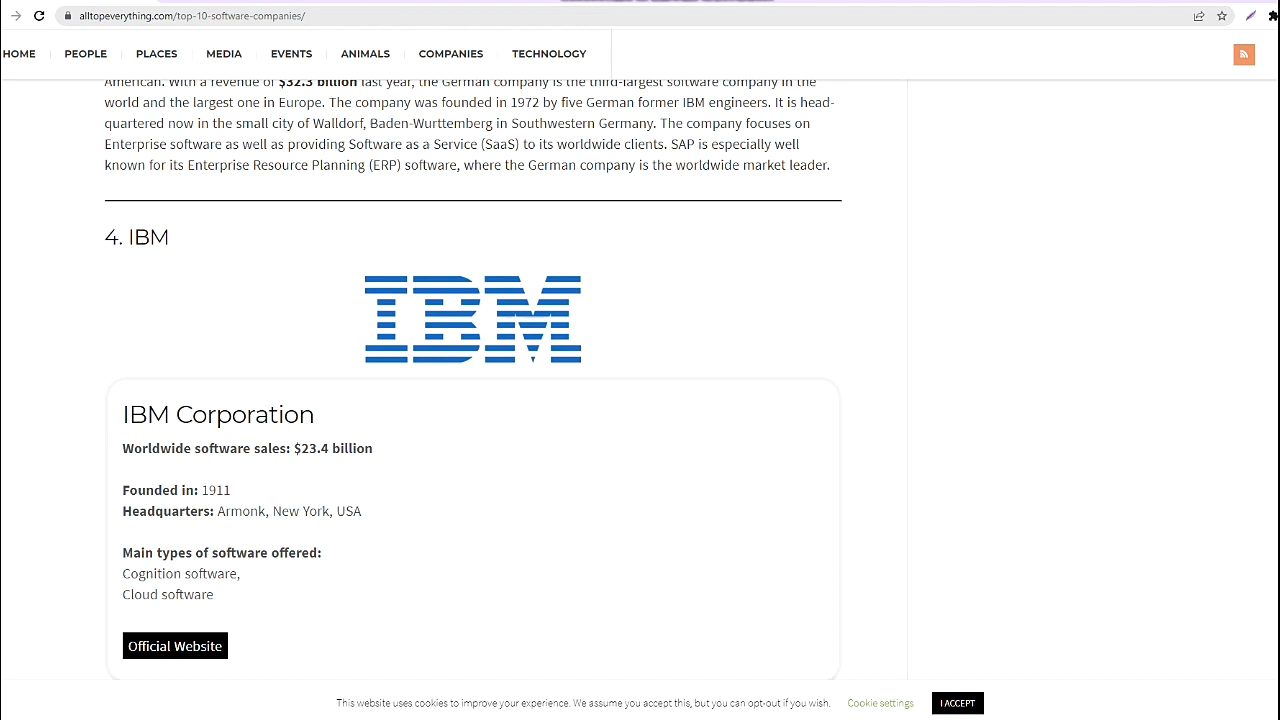 alltopeverything.com/top-10-software-companies/
HOME PEOPLE PLACES MEDIA EVENTS ANIMALS COMPANIES TECHNOLOGY
American. With a revenue of $32.3 billion last year, the German company is the third-largest software company in the
world and the largest one in Europe. The company was founded in 1972 by five German former IBM engineers. It is head-
quartered now in the small city of Walldorf, Baden-Wurttemberg in Southwestern Germany. The company focuses on
Enterprise software as well as providing Software as a Service (SaaS) to its worldwide clients. SAP is especially well
known for its Enterprise Resource Planning (ERP) software, where the German company is the worldwide market leader.
4. IBM
IBM
IBM Corporation
Worldwide software sales: $23.4 billion
Founded in: 1911
Headquarters: Armonk, New York, USA
Main types of software offered:
Cognition software,
Cloud software
Official Website
This website uses cookies to improve your experience. We assume you accept this, but you can opt-out if you wish. Cookie settings I ACCEPT